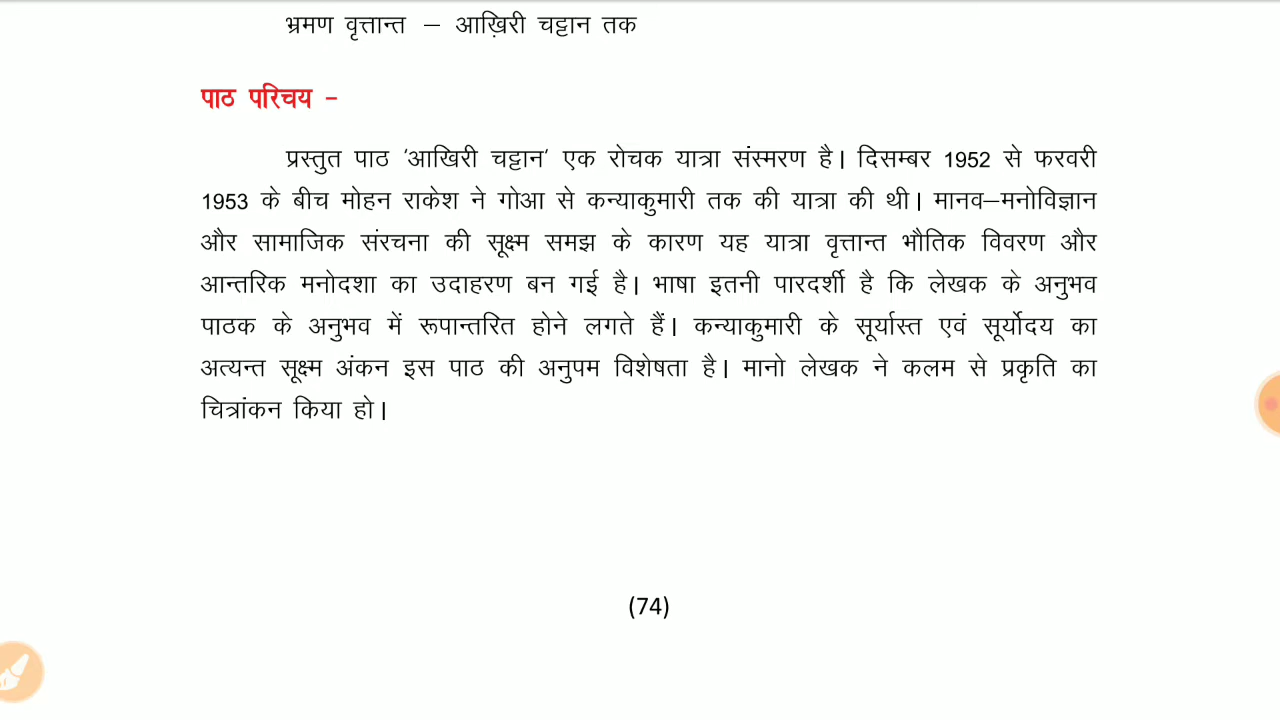 भ्रमण वृत्तान्त – आख़िरी चट्टान तक
पाठ परिचय –
प्रस्तुत पाठ 'आखिरी चट्टान' एक रोचक यात्रा संस्मरण है। दिसम्बर 1952 से फरवरी
1953 के बीच मोहन राकेश ने गोआ से कन्याकुमारी तक की यात्रा की थी। मानव–मनोविज्ञान
और सामाजिक संरचना की सूक्ष्म समझ के कारण यह यात्रा वृत्तान्त भौतिक विवरण और
आन्तरिक मनोदशा का उदाहरण बन गई है। भाषा इतनी पारदर्शी है कि लेखक के अनुभव
पाठक के अनुभव में रूपान्तरित होने लगते हैं। कन्याकुमारी के सूर्यास्त एवं सूर्योदय का
अत्यन्त सूक्ष्म अंकन इस पाठ की अनुपम विशेषता है। मानो लेखक ने कलम से प्रकृति का
चित्रांकन किया हो।
(74)